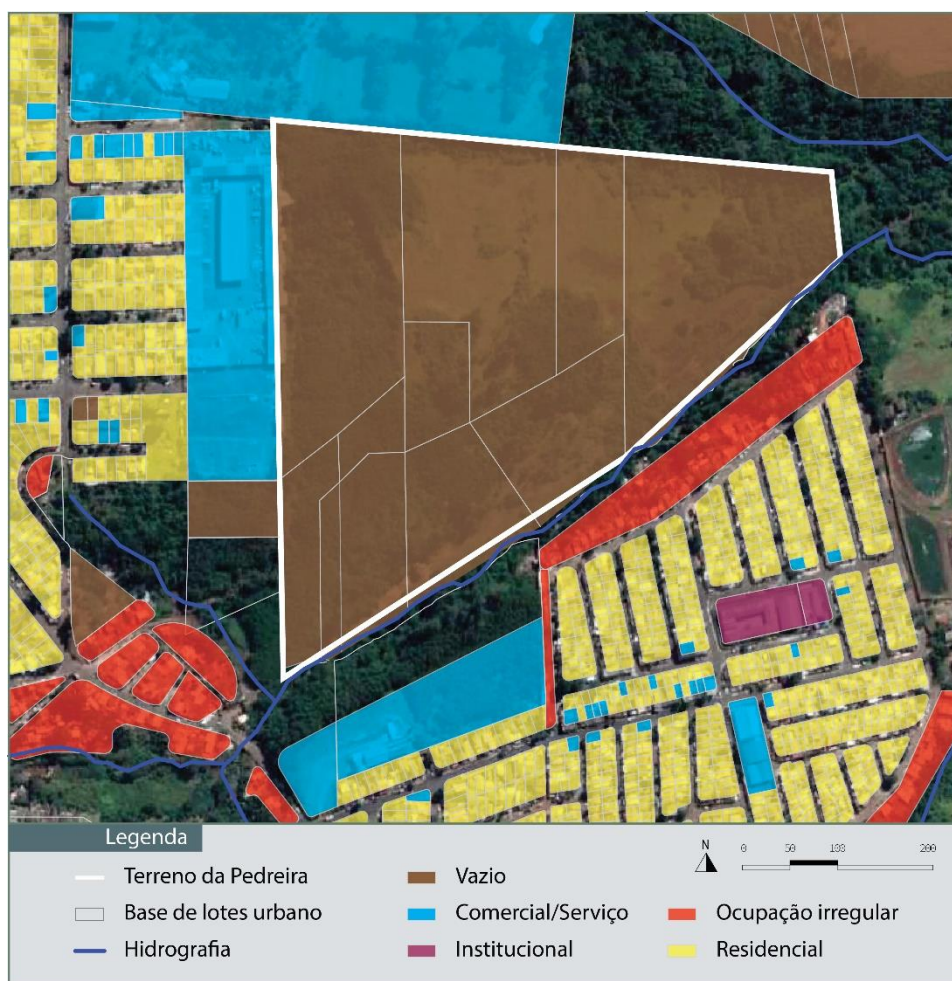 Legenda
Terreno da Pedreira
Base de lotes urbano
Hidrografia
Vazio
Comercial/Serviço
Institucional
Ocupação irregular
Residencial
N
0 50 100 200